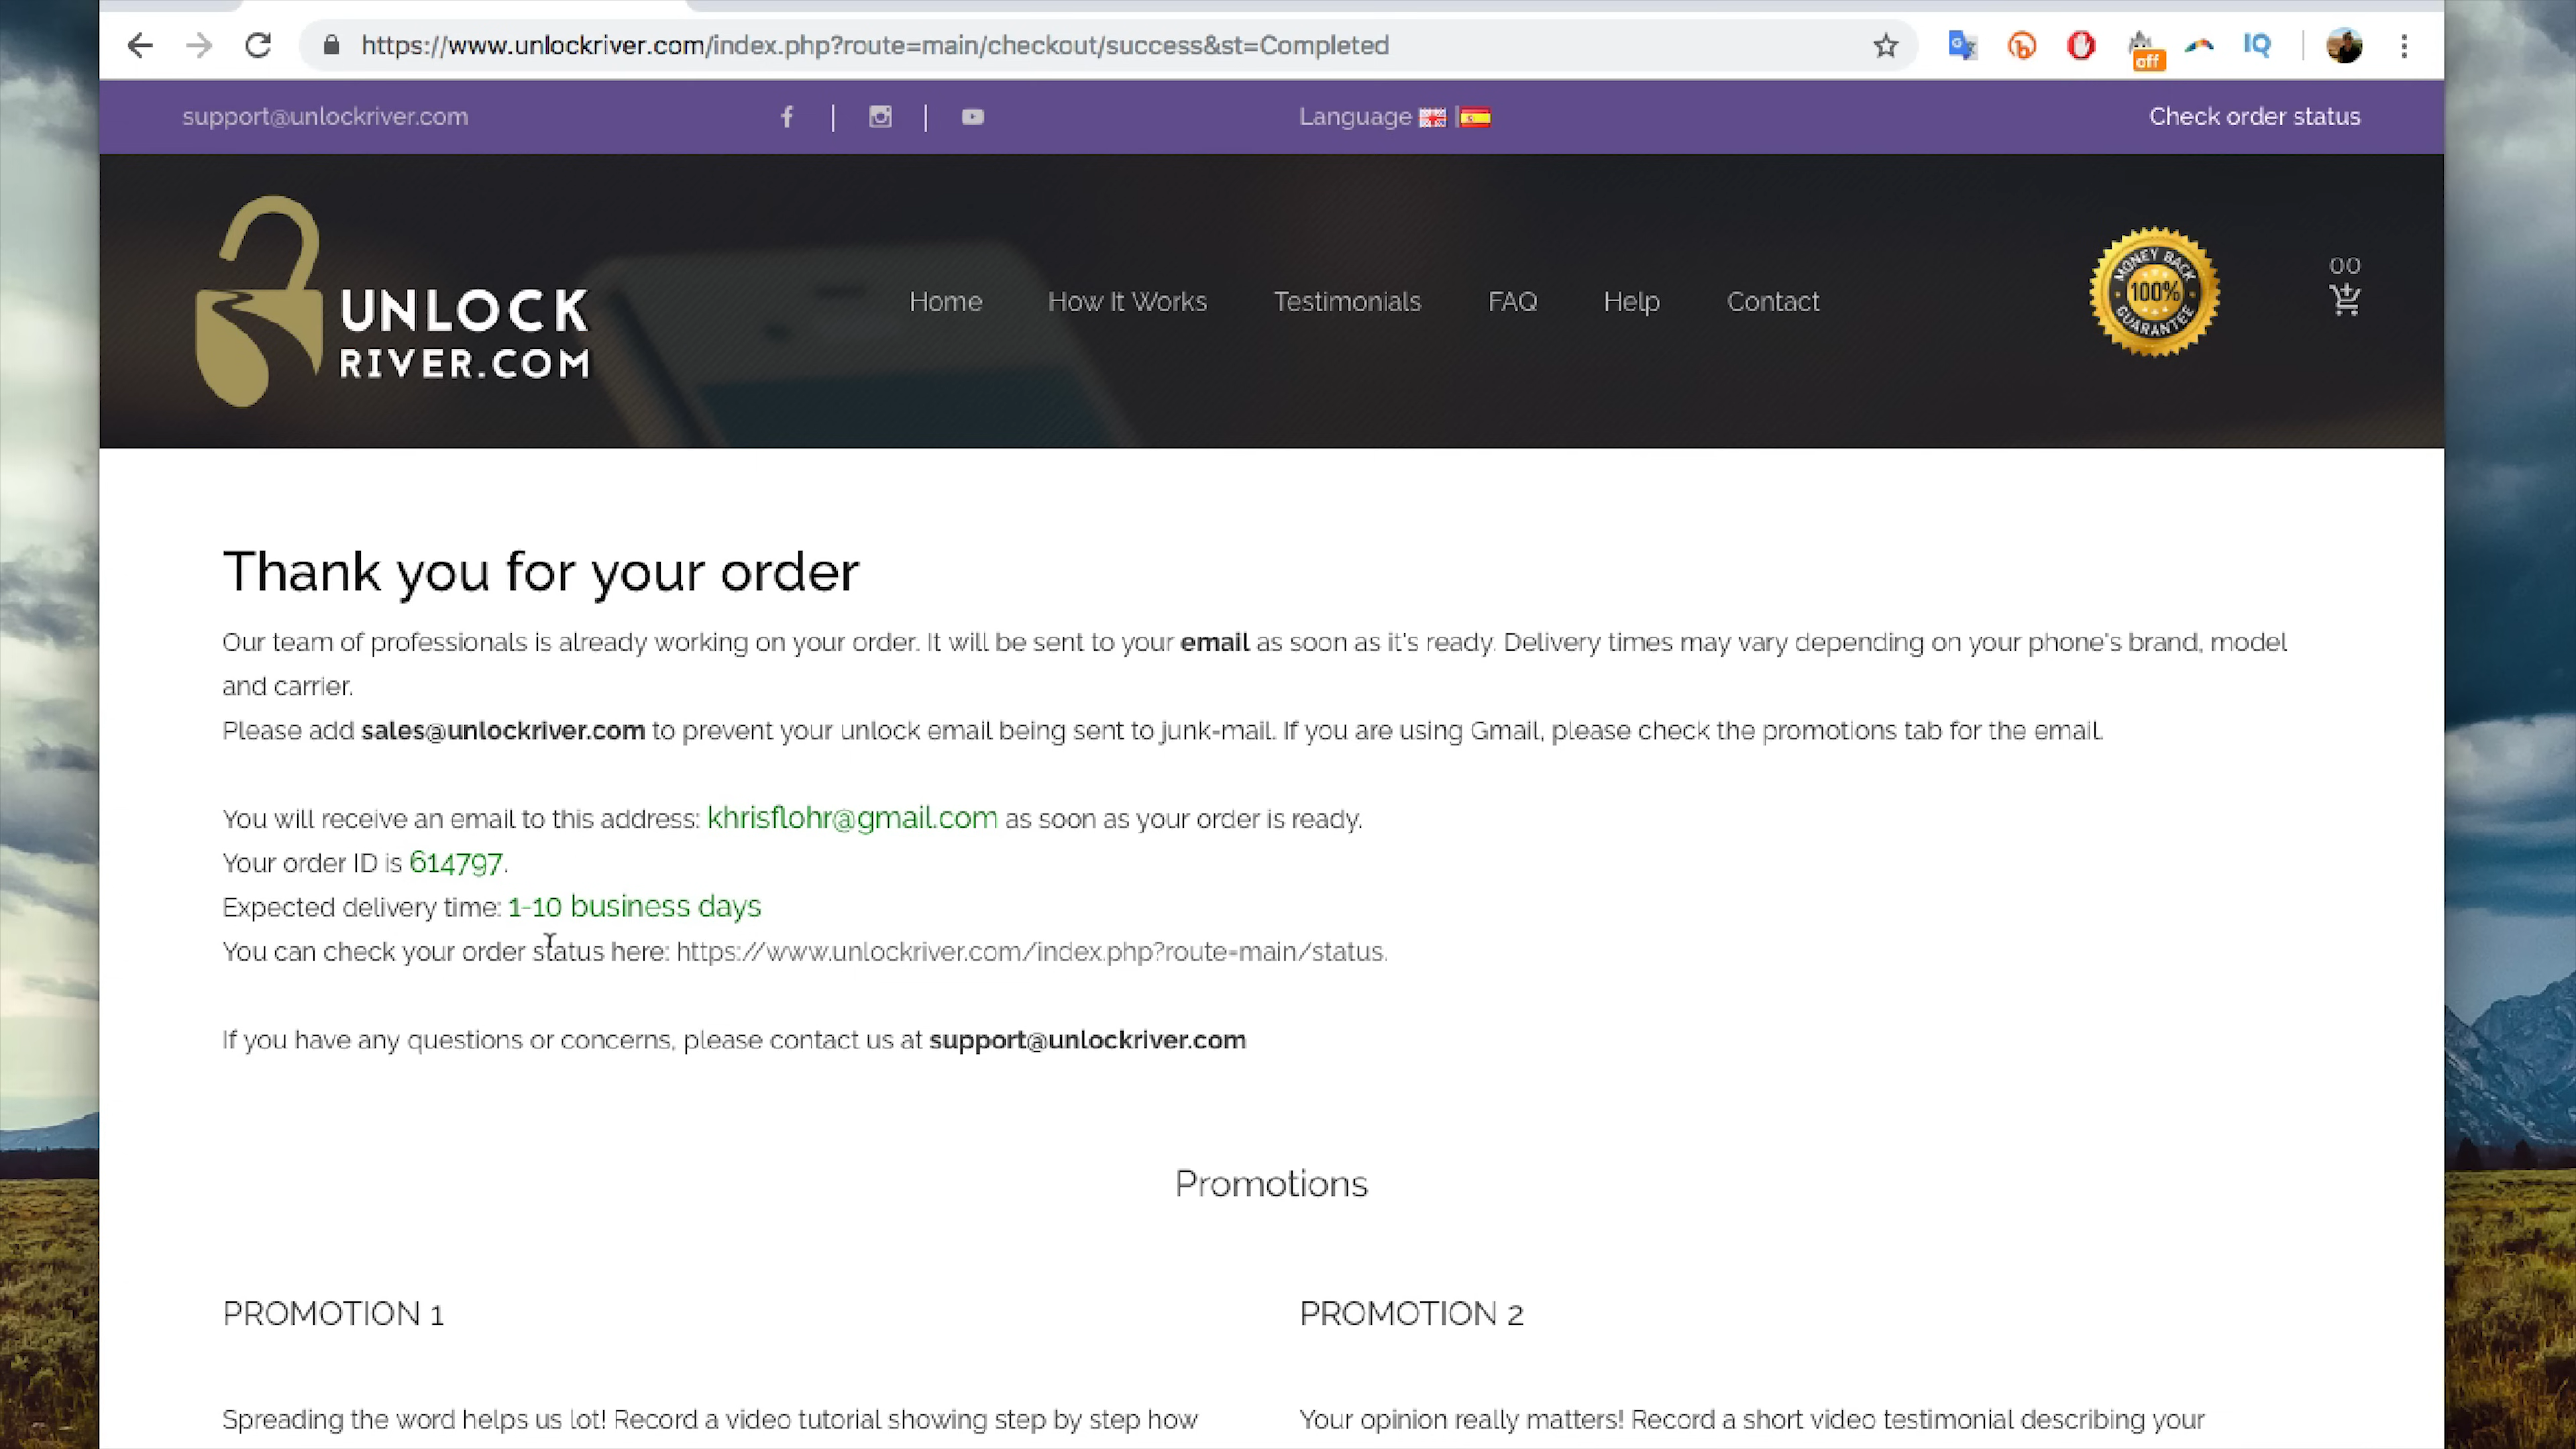 https://www.unlockriver.com/index.php?route=main/checkout/success&st=Completed
off
IQ
support@unlockriver.com
Language
Check order status
UNLOCK
RIVER.COM
Home
How It Works
Testimonials
FAQ
Help
Contact
MONEY BACK
100%
GUARANTEE
00
Thank you for your order
Our team of professionals is already working on your order. It will be sent to your email as soon as it's ready. Delivery times may vary depending on your phone's brand, model
and carrier.
Please add sales@unlockriver.com to prevent your unlock email being sent to junk-mail. If you are using Gmail, please check the promotions tab for the email.
You will receive an email to this address: khrisflohr@gmail.com as soon as your order is ready.
Your order ID is 614797.
Expected delivery time: 1-10 business days
You can check your order status here: https://www.unlockriver.com/index.php?route=main/status.
If you have any questions or concerns, please contact us at support@unlockriver.com
Promotions
PROMOTION 1
PROMOTION 2
Spreading the word helps us lot! Record a video tutorial showing step by step how
Your opinion really matters! Record a short video testimonial describing your